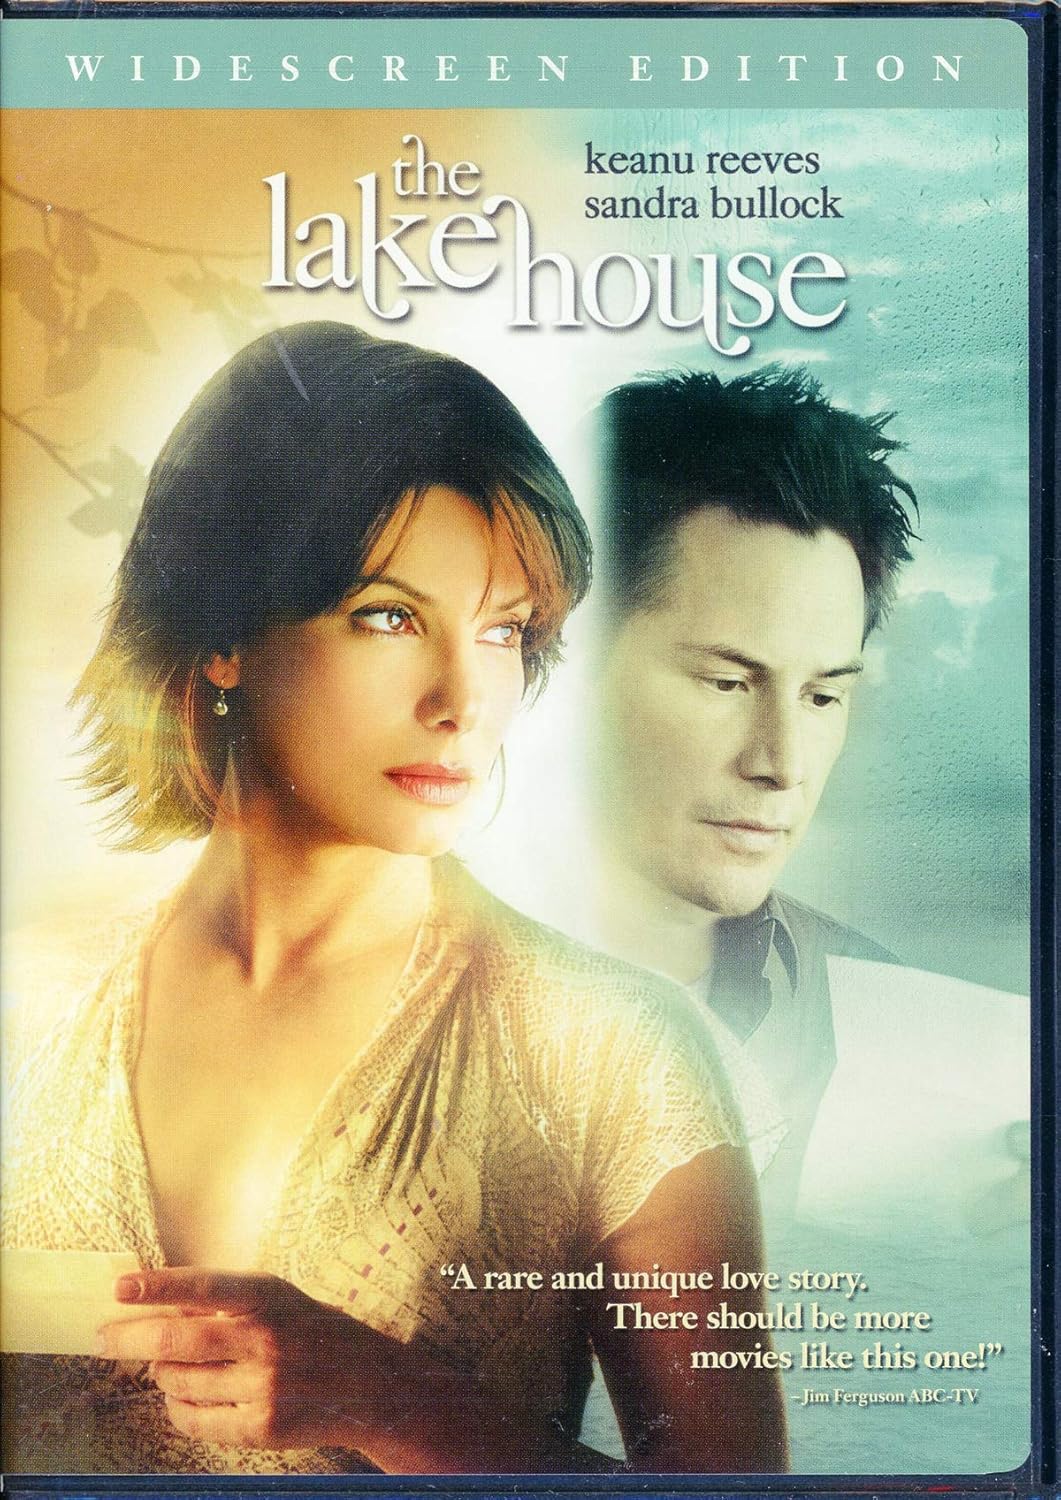 WIDESCREEN EDITION
keanu reeves
sandra bullock
the
lake house
“A rare and unique love story.
There should be more
movies like this one!”
–Jim Ferguson ABC-TV